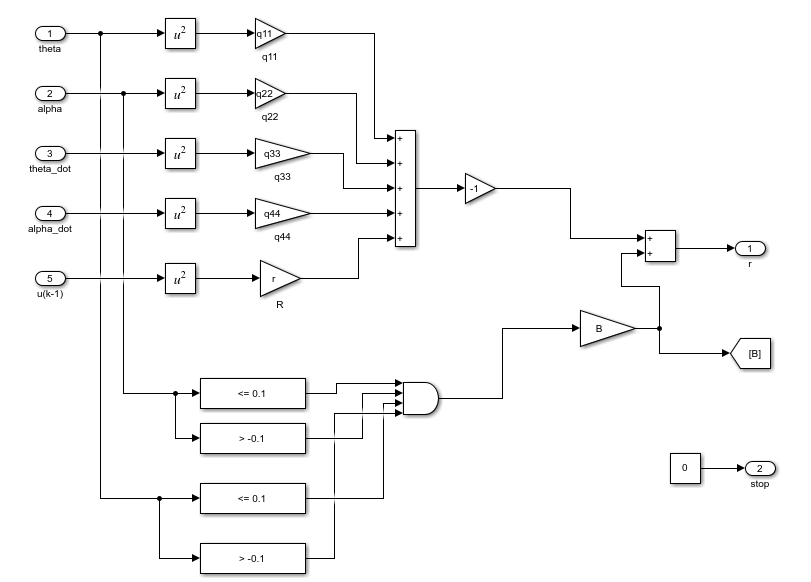 1
theta
u²
q11
q11
2
alpha
u²
q22
q22
3
theta_dot
u²
q33
q33
4
alpha_dot
u²
q44
q44
5
u(k-1)
u²
r
R
+
+
+
+
+
-1
+
+
1
r
B
[B]
<= 0.1
> -0.1
<= 0.1
> -0.1
0
2
stop